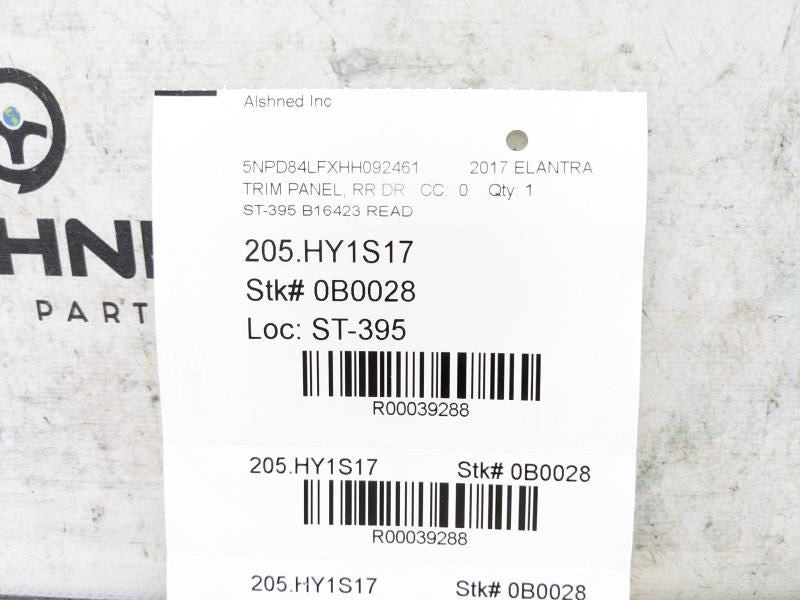 Alshned Inc
5NPD84LFXHH092461 2017 ELANTRA
TRIM PANEL, RR DR CC: 0 Qty: 1
ST-395 B16423 READ
205.HY1S17
Stk# 0B0028
Loc: ST-395
R00039288
205.HY1S17 Stk# 0B0028
R00039288
205.HY1S17 Stk# 0B0028
HNE
PART